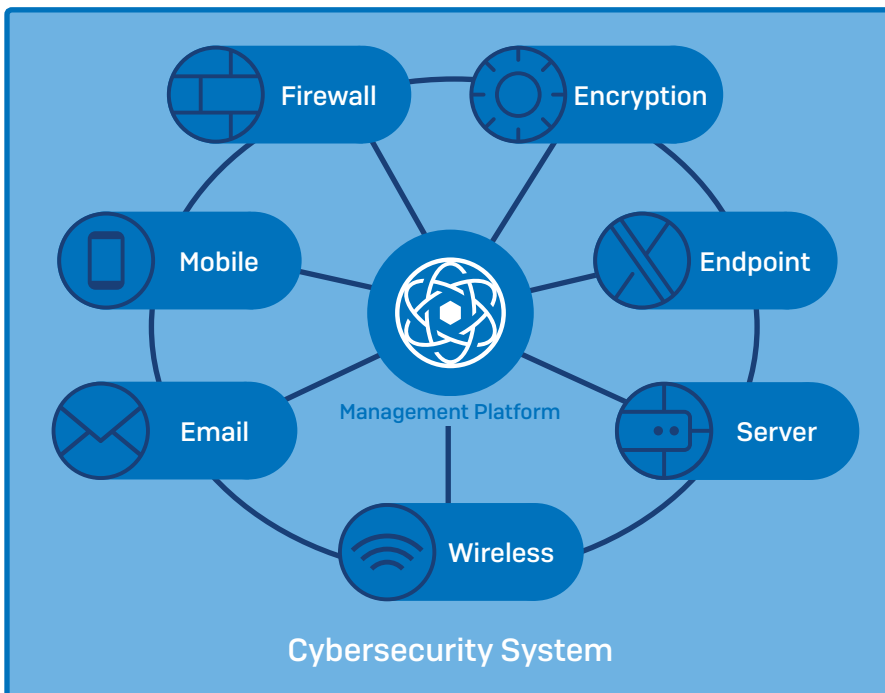 Firewall
Encryption
Mobile
Endpoint
Management Platform
Email
Server
Wireless
Cybersecurity System